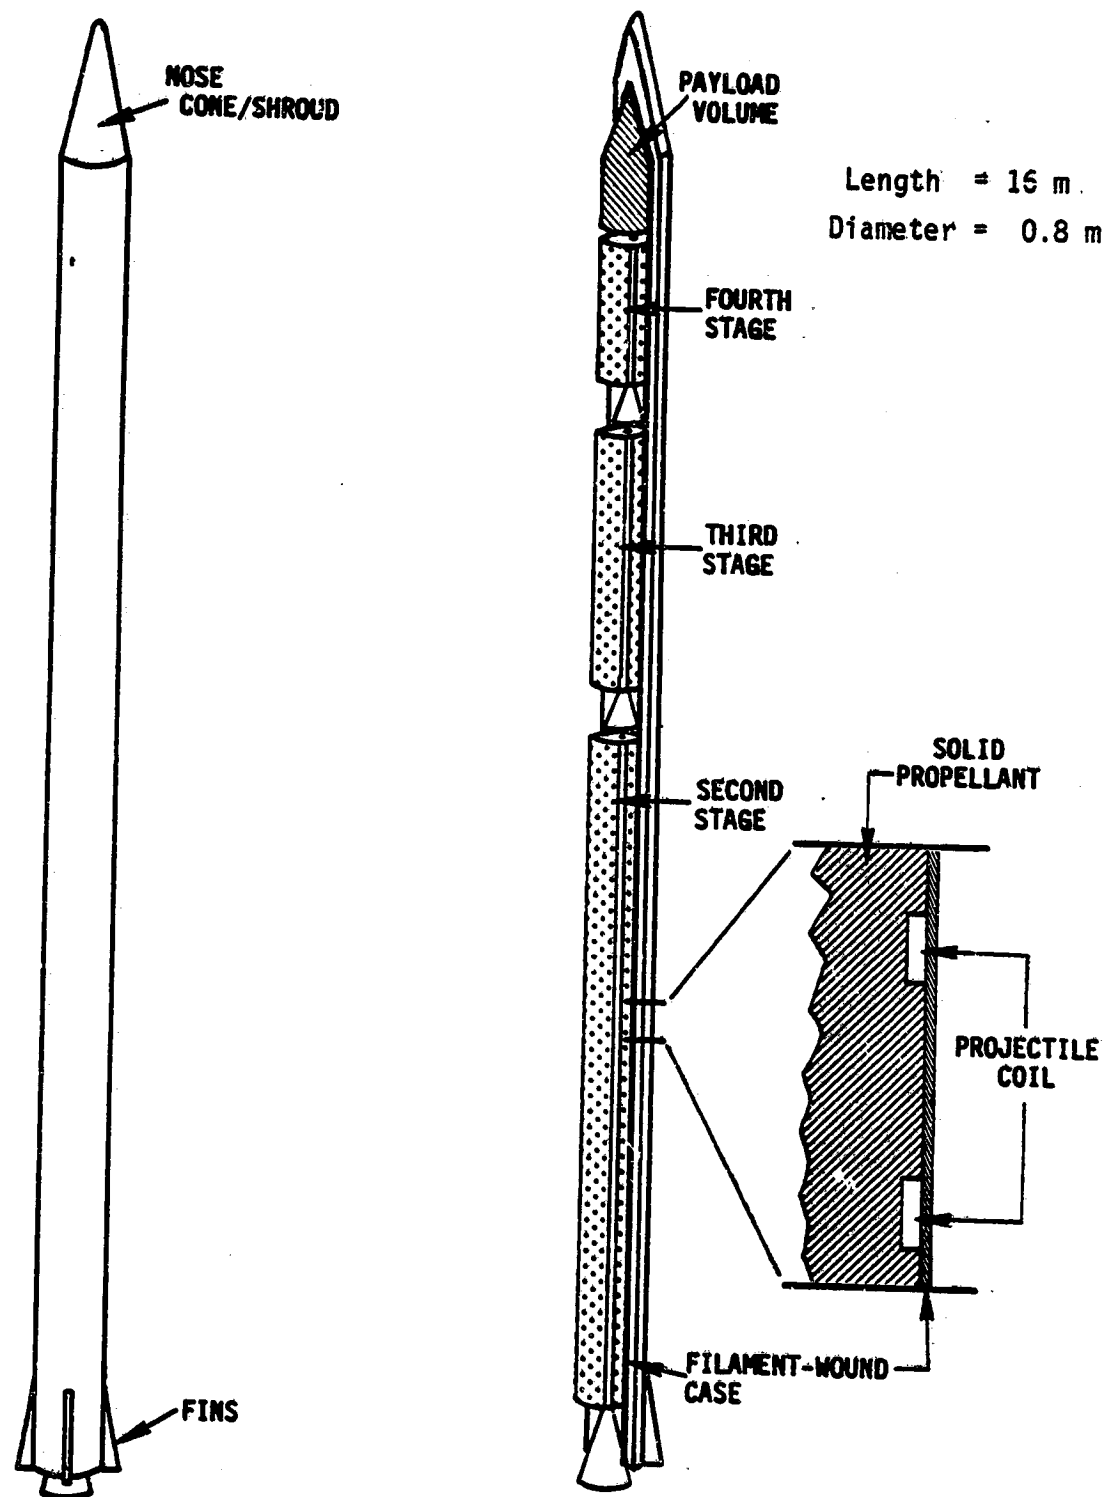 NOSE
CONE/SHROUD
PAYLOAD
VOLUME
Length = 16 m
Diameter = 0.8 m
FOURTH
STAGE
THIRD
STAGE
SECOND
STAGE
SOLID
PROPELLANT
PROJECTILE
COIL
FILAMENT-WOUND
CASE
FINS